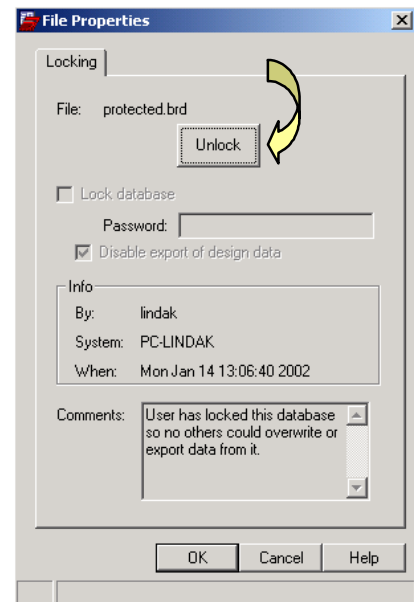 File Properties
Locking
File: protected.brd
Unlock
Lock database
Password:
Disable export of design data
Info
By: lindak
System: PC-LINDAK
When: Mon Jan 14 13:06:40 2002
Comments: User has locked this database
so no others could overwrite or
export data from it.
OK Cancel Help